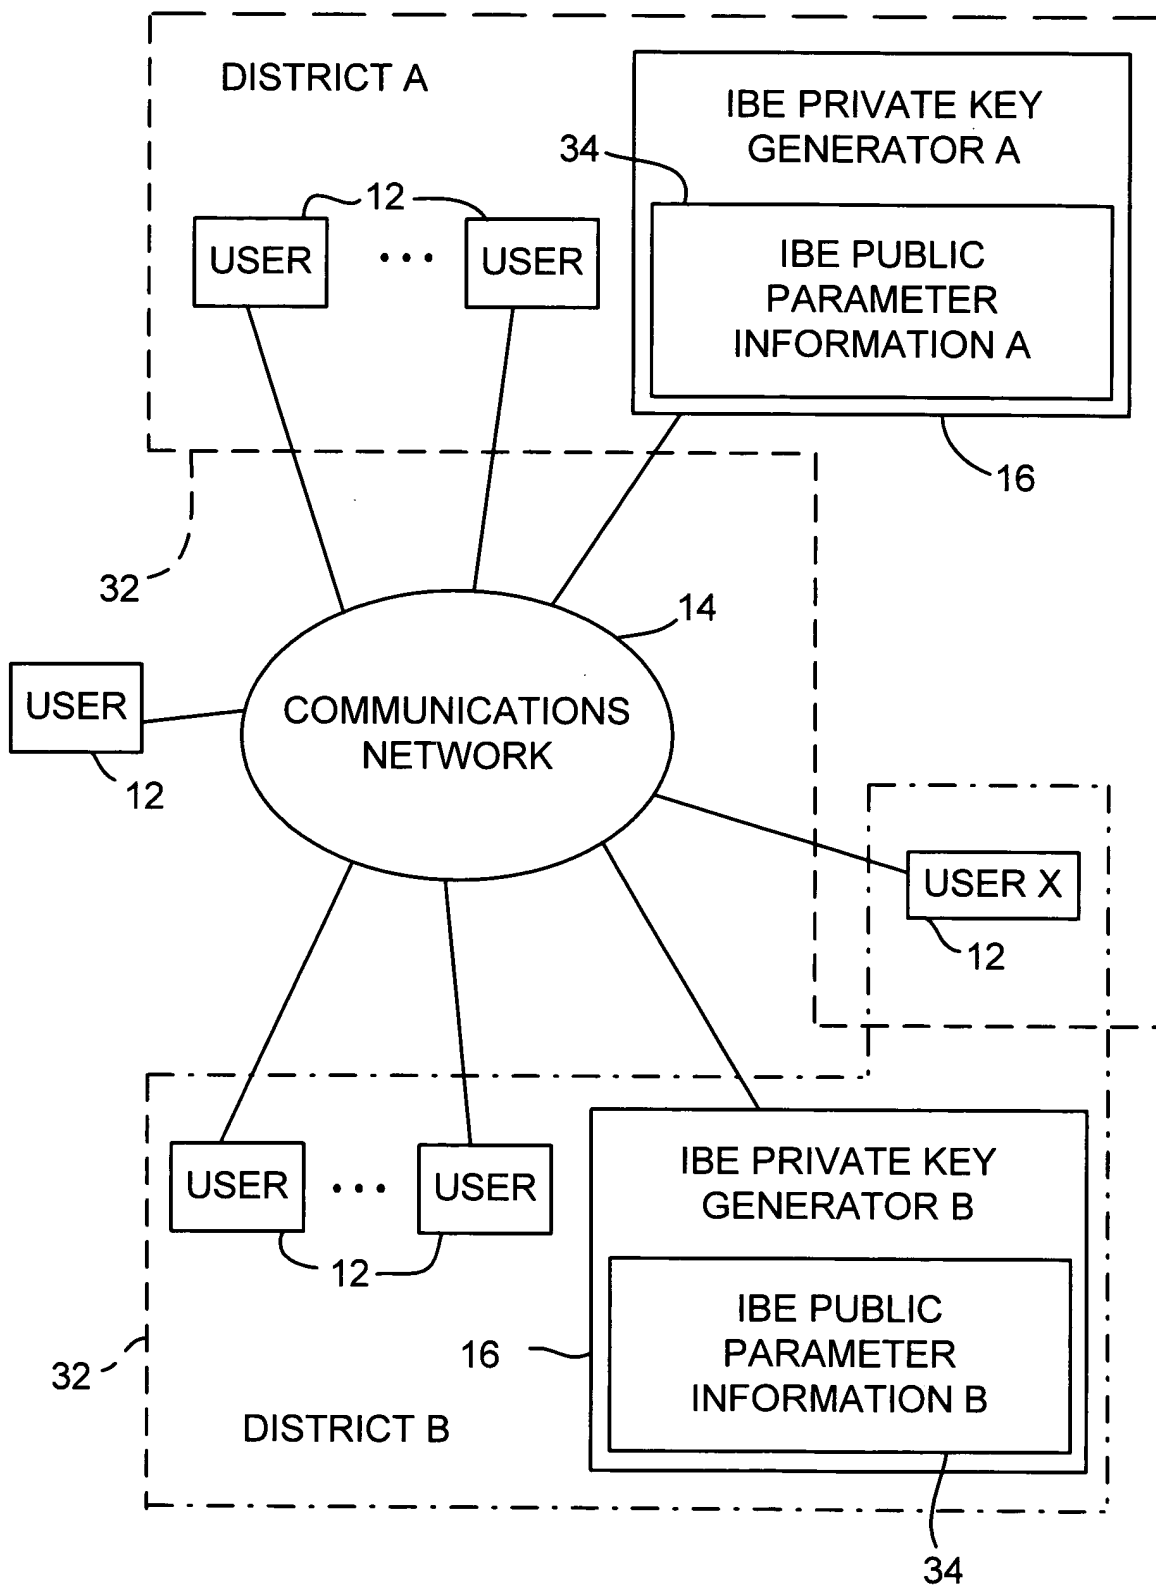 DISTRICT A
IBE PRIVATE KEY
GENERATOR A
34
IBE PUBLIC
PARAMETER
INFORMATION A
12
USER
...
USER
16
32
14
USER
COMMUNICATIONS
NETWORK
12
USER X
12
USER
...
USER
12
IBE PRIVATE KEY
GENERATOR B
IBE PUBLIC
PARAMETER
INFORMATION B
16
32
DISTRICT B
34